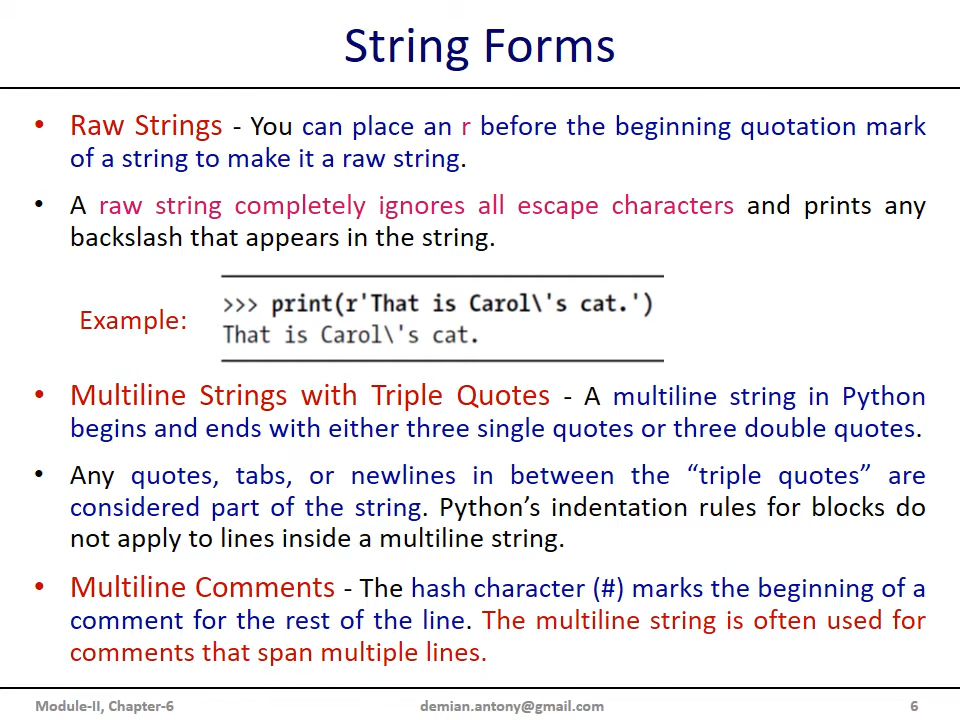 String Forms
• Raw Strings - You can place an r before the beginning quotation mark
of a string to make it a raw string.
• A raw string completely ignores all escape characters and prints any
backslash that appears in the string.
Example:
>>> print(r'That is Carol\'s cat.')
That is Carol\'s cat.
• Multiline Strings with Triple Quotes - A multiline string in Python
begins and ends with either three single quotes or three double quotes.
• Any quotes, tabs, or newlines in between the “triple quotes” are
considered part of the string. Python’s indentation rules for blocks do
not apply to lines inside a multiline string.
• Multiline Comments - The hash character (#) marks the beginning of a
comment for the rest of the line. The multiline string is often used for
comments that span multiple lines.
Module-II, Chapter-6 demian.antony@gmail.com 6